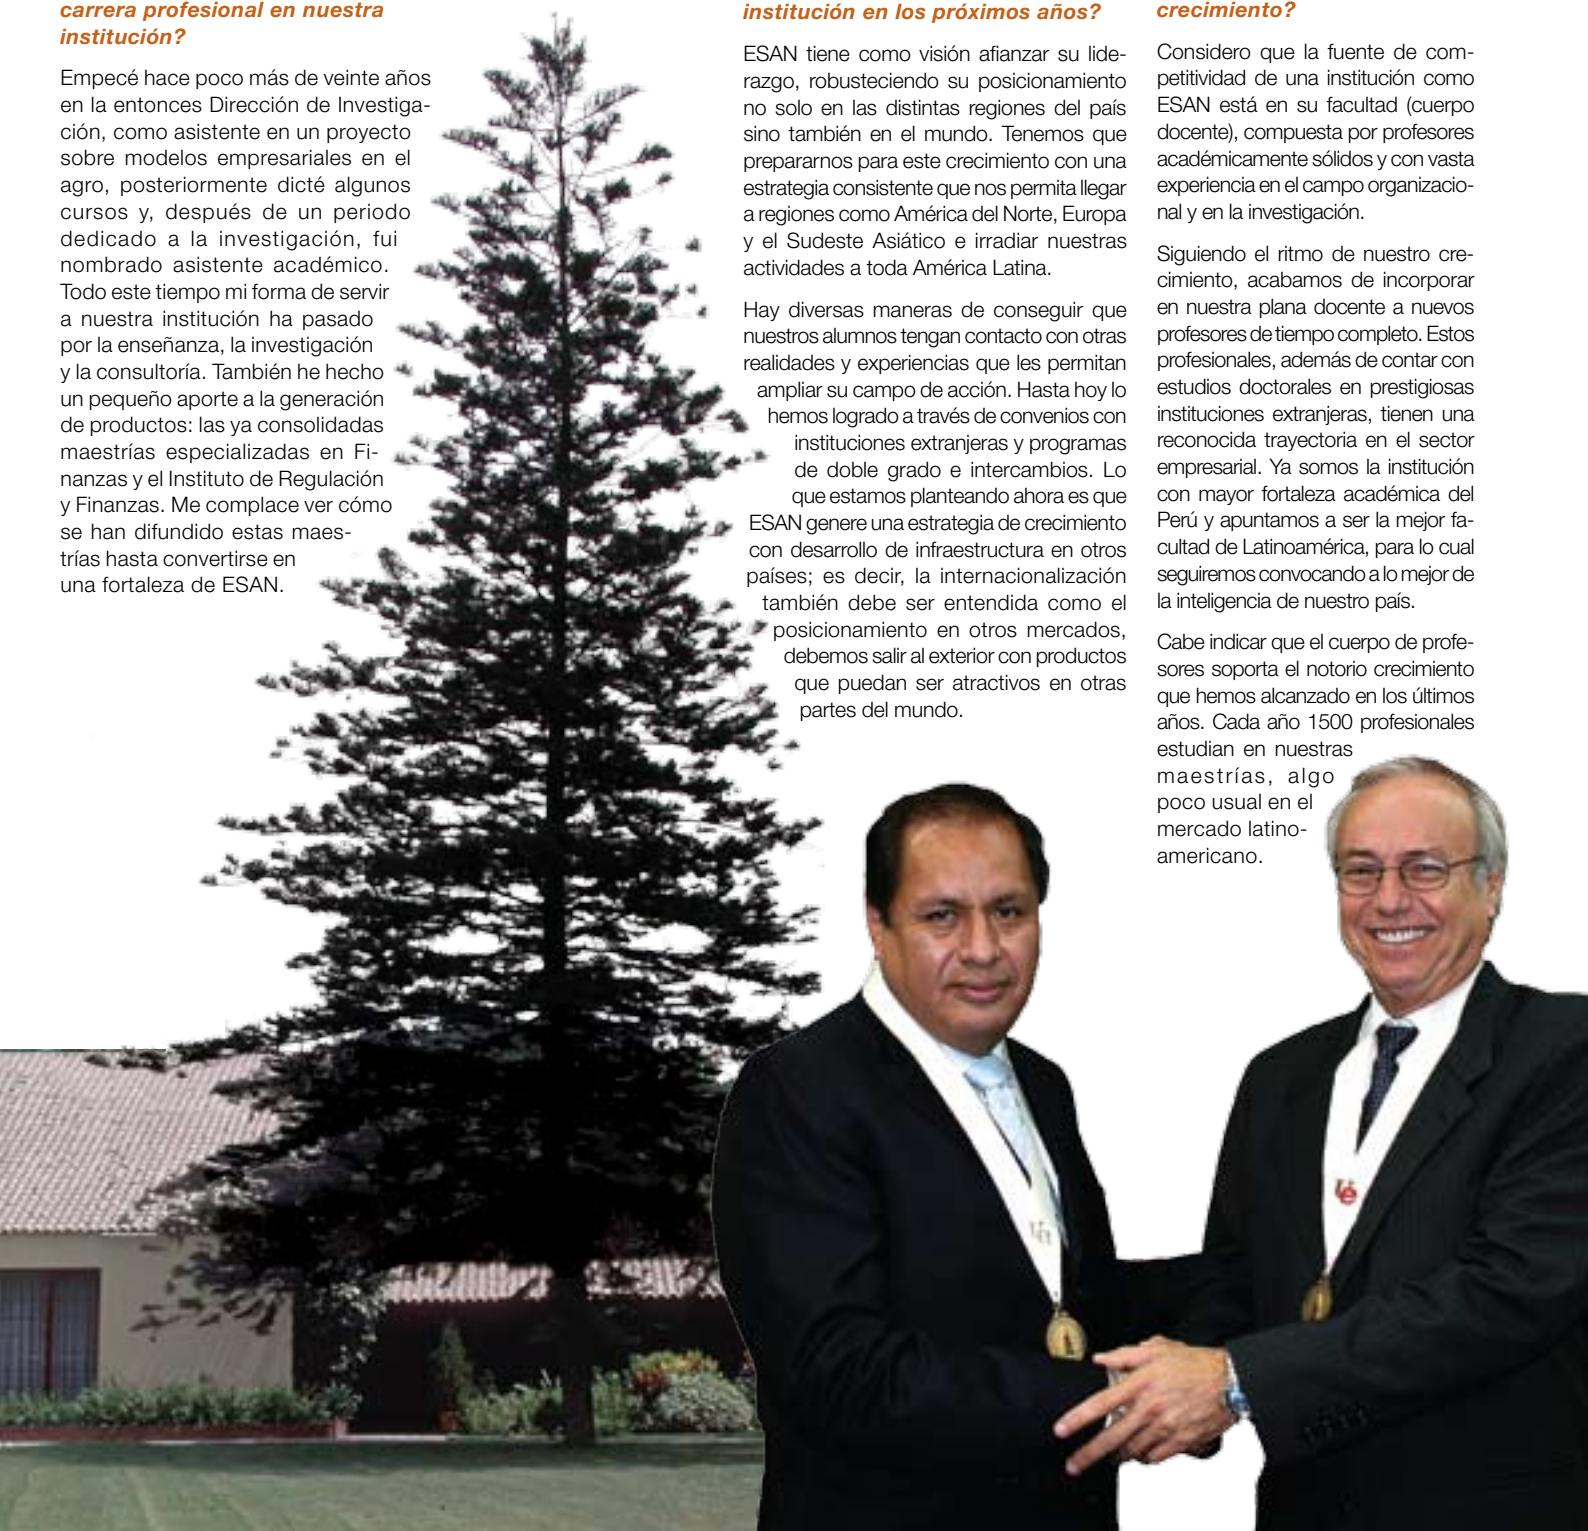 carrera profesional en nuestra
institución?
Empecé hace poco más de veinte años
en la entonces Dirección de Investiga-
ción, como asistente en un proyecto
sobre modelos empresariales en el
agro, posteriormente dicté algunos
cursos y, después de un periodo
dedicado a la investigación, fui
nombrado asistente académico.
Todo este tiempo mi forma de servir
a nuestra institución ha pasado
por la enseñanza, la investigación
y la consultoría. También he hecho
un pequeño aporte a la generación
de productos: las ya consolidadas
maestrías especializadas en Fi-
nanzas y el Instituto de Regulación
y Finanzas. Me complace ver cómo
se han difundido estas maes-
trías hasta convertirse en
una fortaleza de ESAN.
institución en los próximos años?
ESAN tiene como visión afianzar su lide-
razgo, robusteciendo su posicionamiento
no solo en las distintas regiones del país
sino también en el mundo. Tenemos que
prepararnos para este crecimiento con una
estrategia consistente que nos permita llegar
a regiones como América del Norte, Europa
y el Sudeste Asiático e irradiar nuestras
actividades a toda América Latina.
Hay diversas maneras de conseguir que
nuestros alumnos tengan contacto con otras
realidades y experiencias que les permitan
ampliar su campo de acción. Hasta hoy lo
hemos logrado a través de convenios con
instituciones extranjeras y programas
de doble grado e intercambios. Lo
que estamos planteando ahora es que
ESAN genere una estrategia de crecimiento
con desarrollo de infraestructura en otros
países; es decir, la internacionalización
también debe ser entendida como el
posicionamiento en otros mercados,
debemos salir al exterior con productos
que puedan ser atractivos en otras
partes del mundo.
crecimiento?
Considero que la fuente de com-
petitividad de una institución como
ESAN está en su facultad (cuerpo
docente), compuesta por profesores
académicamente sólidos y con vasta
experiencia en el campo organizacio-
nal y en la investigación.
Siguiendo el ritmo de nuestro cre-
cimiento, acabamos de incorporar
en nuestra plana docente a nuevos
profesores de tiempo completo. Estos
profesionales, además de contar con
estudios doctorales en prestigiosas
instituciones extranjeras, tienen una
reconocida trayectoria en el sector
empresarial. Ya somos la institución
con mayor fortaleza académica del
Perú y apuntamos a ser la mejor fa-
cultad de Latinoamérica, para lo cual
seguiremos convocando a lo mejor de
la inteligencia de nuestro país.
Cabe indicar que el cuerpo de profe-
sores soporta el notorio crecimiento
que hemos alcanzado en los últimos
años. Cada año 1500 profesionales
estudian en nuestras
maestrías, algo
poco usual en el
mercado latino-
americano.